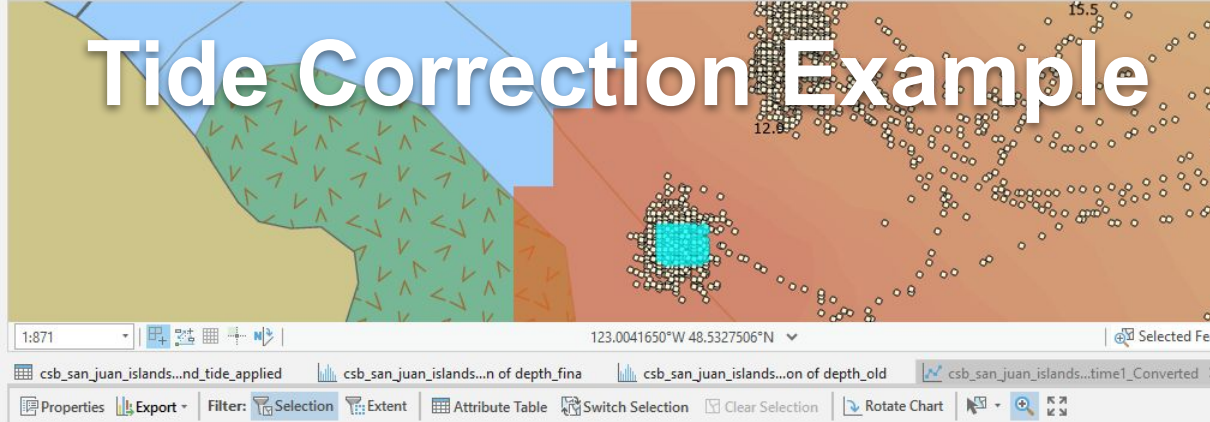 15.5
Tide Correction Example
12.9
1:871 123.0041650°W 48.5327506°N Selected Fe
csb_san_juan_islands...nd_tide_applied csb_san_juan_islands...n of depth_fina csb_san_juan_islands...on of depth_old csb_san_juan_islands...time1_Converted
Properties Export Filter: Selection Extent Attribute Table Switch Selection Clear Selection Rotate Chart